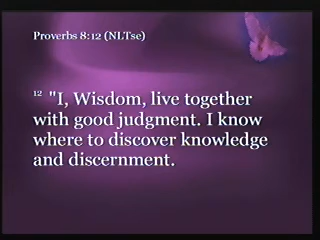 Proverbs 8:12 (NLTse)
12 "I, Wisdom, live together
with good judgment. I know
where to discover knowledge
and discernment.